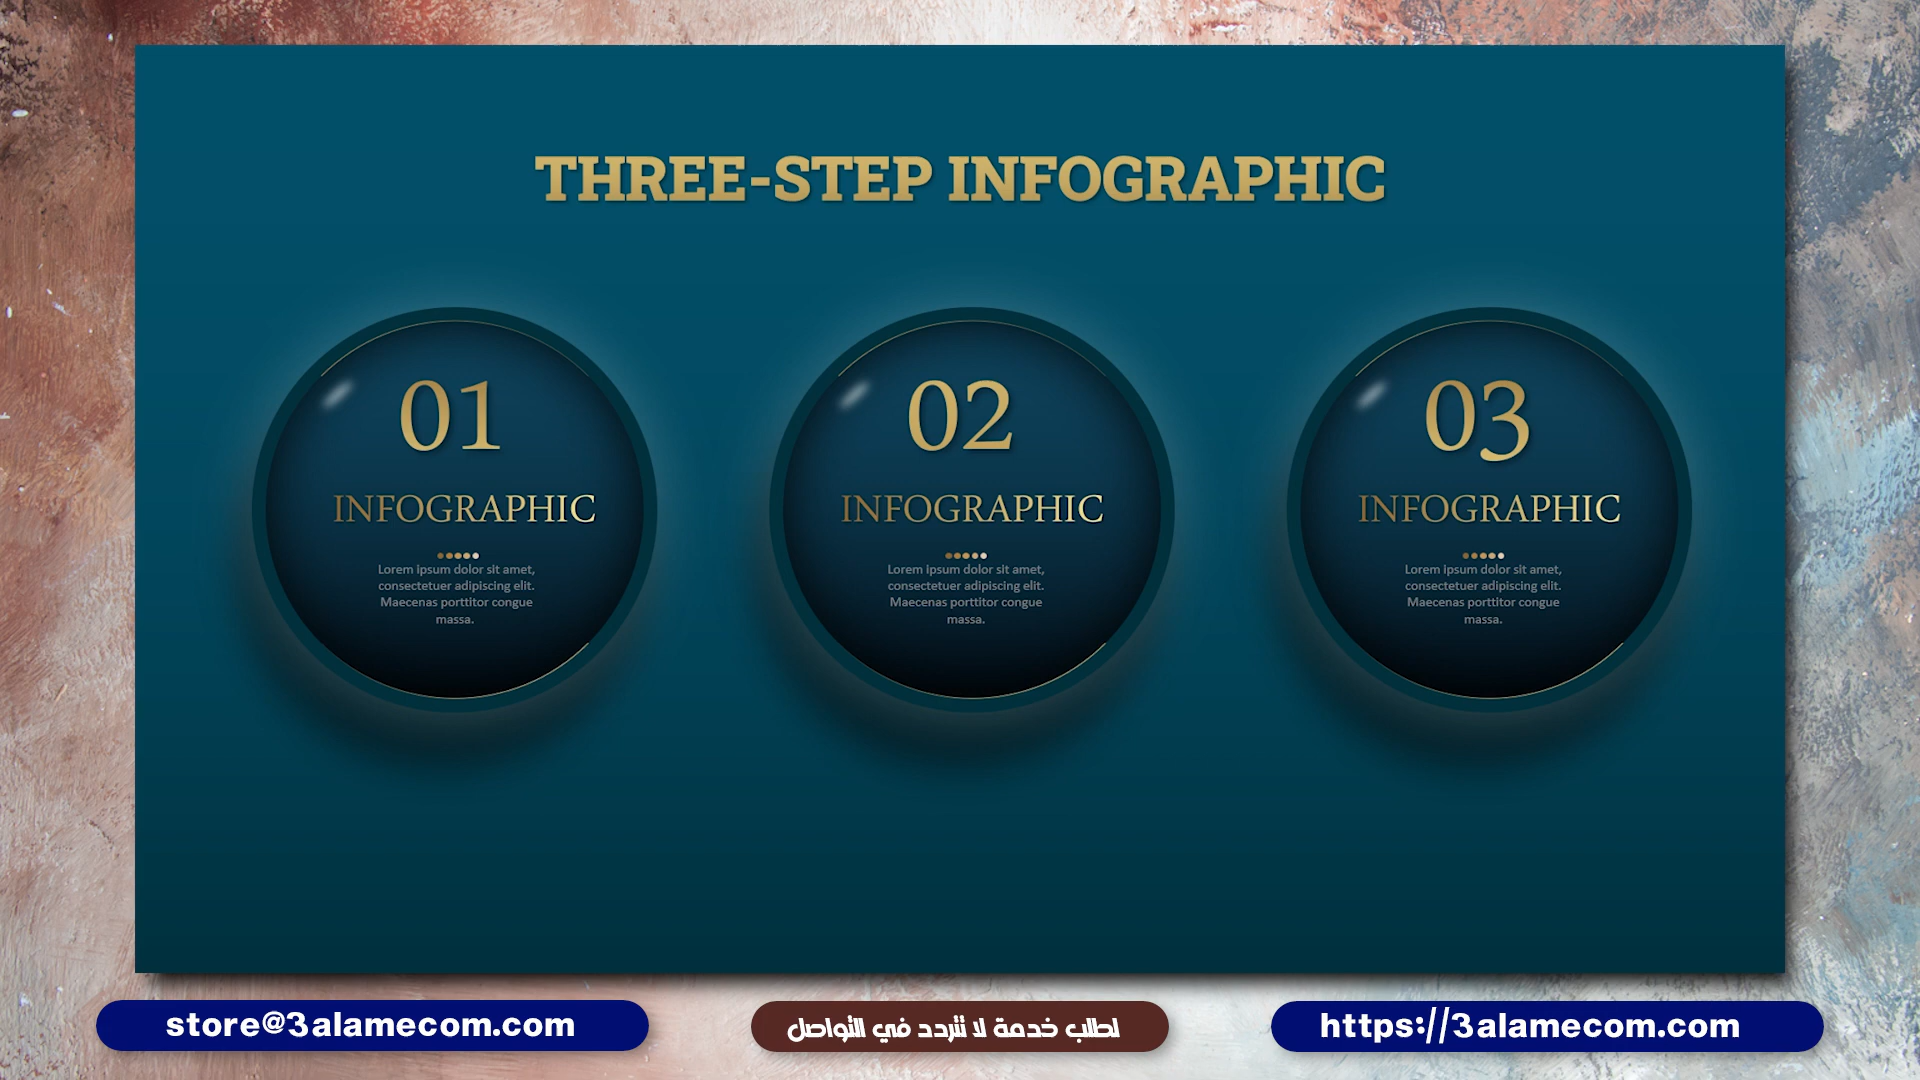 THREE-STEP INFOGRAPHIC
01
INFOGRAPHIC
Lorem ipsum dolor sit amet,
consectetuer adipiscing elit.
Maecenas porttitor congue
massa.
02
INFOGRAPHIC
Lorem ipsum dolor sit amet,
consectetuer adipiscing elit.
Maecenas porttitor congue
massa.
03
INFOGRAPHIC
Lorem ipsum dolor sit amet,
consectetuer adipiscing elit.
Maecenas porttitor congue
massa.
store@3alamecom.com
لطلب خدمة لا تتردد في التواصل
https://3alamecom.com